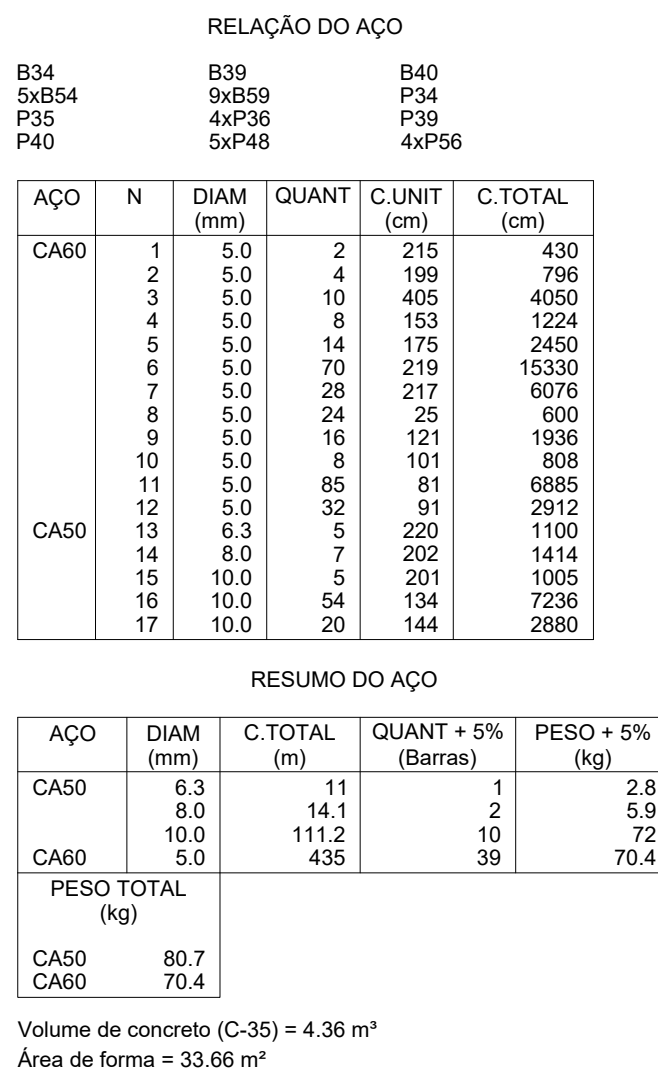 RELAÇÃO DO AÇO
B34 B39 B40
5xB54 9xB59 P34
P35 4xP36 P39
P40 5xP48 4xP56
AÇO N DIAM QUANT C.UNIT C.TOTAL
(mm) (cm) (cm)
CA60 1 5.0 2 215 430
2 5.0 4 199 796
3 5.0 10 405 4050
4 5.0 8 153 1224
5 5.0 14 175 2450
6 5.0 70 219 15330
7 5.0 28 217 6076
8 5.0 24 25 600
9 5.0 16 121 1936
10 5.0 8 101 808
11 5.0 85 81 6885
12 5.0 32 91 2912
CA50 13 6.3 5 220 1100
14 8.0 7 202 1414
15 10.0 5 201 1005
16 10.0 54 134 7236
17 10.0 20 144 2880
RESUMO DO AÇO
AÇO DIAM C.TOTAL QUANT + 5% PESO + 5%
(mm) (m) (Barras) (kg)
CA50 6.3 11 1 2.8
8.0 14.1 2 5.9
10.0 111.2 10 72
CA60 5.0 435 39 70.4
PESO TOTAL
(kg)
CA50 80.7
CA60 70.4
Volume de concreto (C-35) = 4.36 m³
Área de forma = 33.66 m²